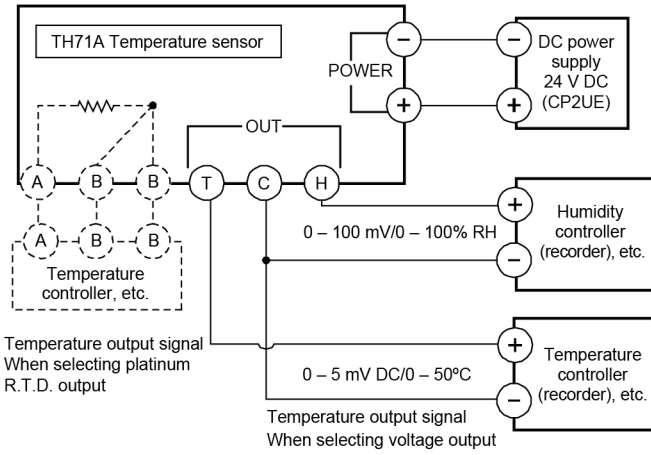 TH71A Temperature sensor
POWER
−
+
−
+
DC power
supply
24 V DC
(CP2UE)
OUT
A
B
B
T
C
H
A
B
B
Temperature
controller, etc.
+
−
0 – 100 mV/0 – 100% RH
Humidity
controller
(recorder), etc.
Temperature output signal
When selecting platinum
R.T.D. output
+
−
0 – 5 mV DC/0 – 50ºC
Temperature
controller
(recorder), etc.
Temperature output signal
When selecting voltage output